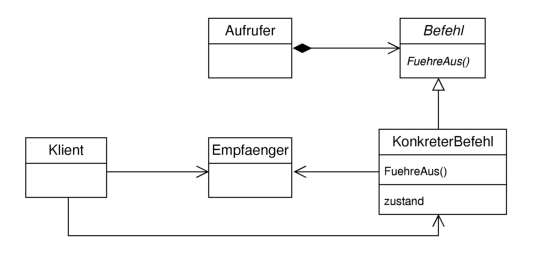 Aufrufer
Befehl
FuehreAus()
Klient
Empfaenger
KonkreterBefehl
FuehreAus()
zustand